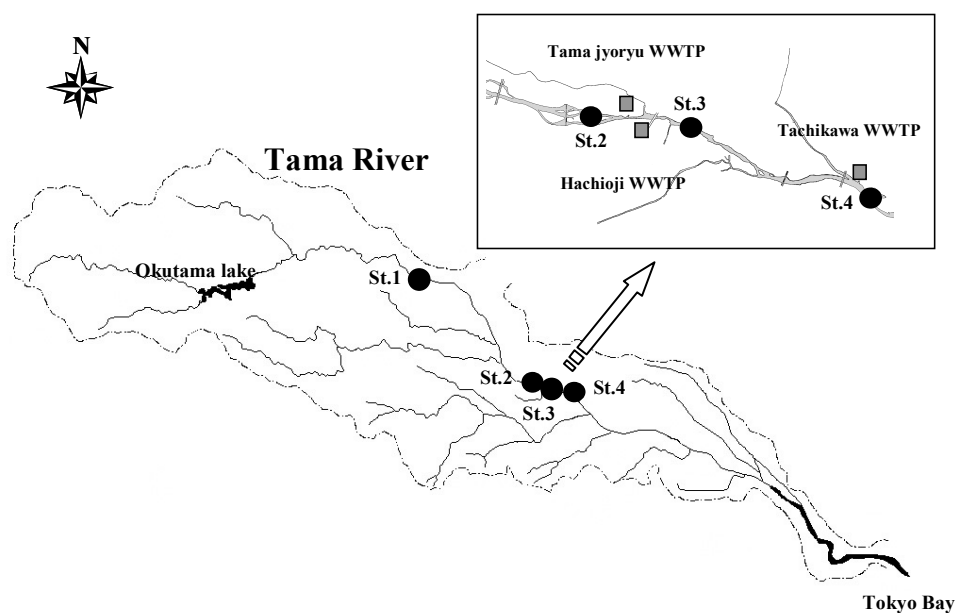 N
Tama River
Okutama lake
St.1
St.2
St.3
St.4
Tama jyoryu WWTP
St.3
St.2
Tachikawa WWTP
Hachioji WWTP
St.4
Tokyo Bay